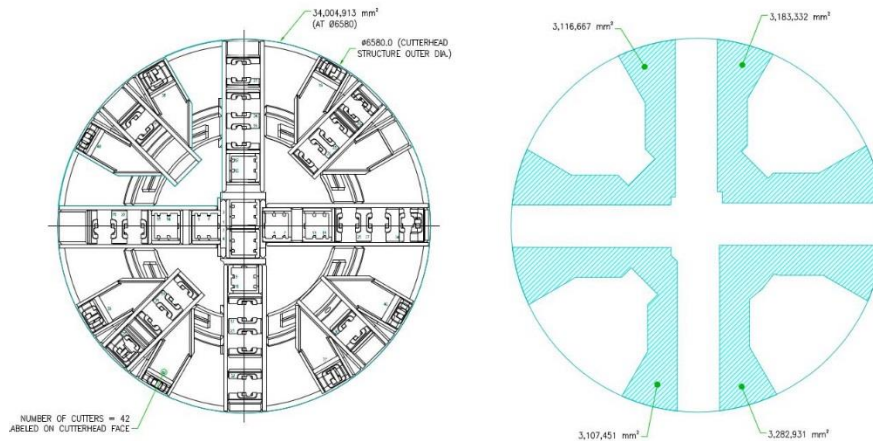 34,004,913 mm²
(AT Ø6580)
ø6580.0 (CUTTERHEAD
STRUCTURE OUTER DIA.)
NUMBER OF CUTTERS = 42
ABELED ON CUTTERHEAD FACE
3,116,667 mm²
3,183,332 mm²
3,107,451 mm²
3,282,931 mm²